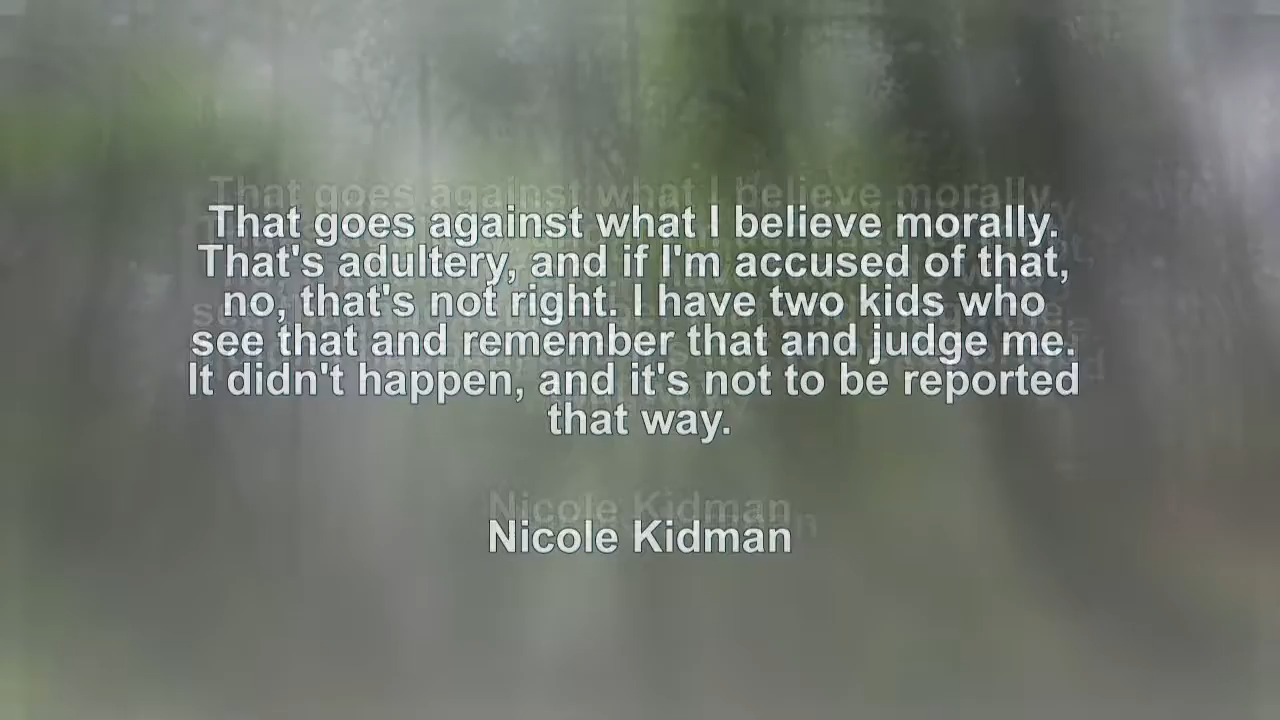 That goes against what I believe morally.
That's adultery, and if I'm accused of that,
no, that's not right. I have two kids who
see that and remember that and judge me.
It didn't happen, and it's not to be reported
that way.
Nicole Kidman